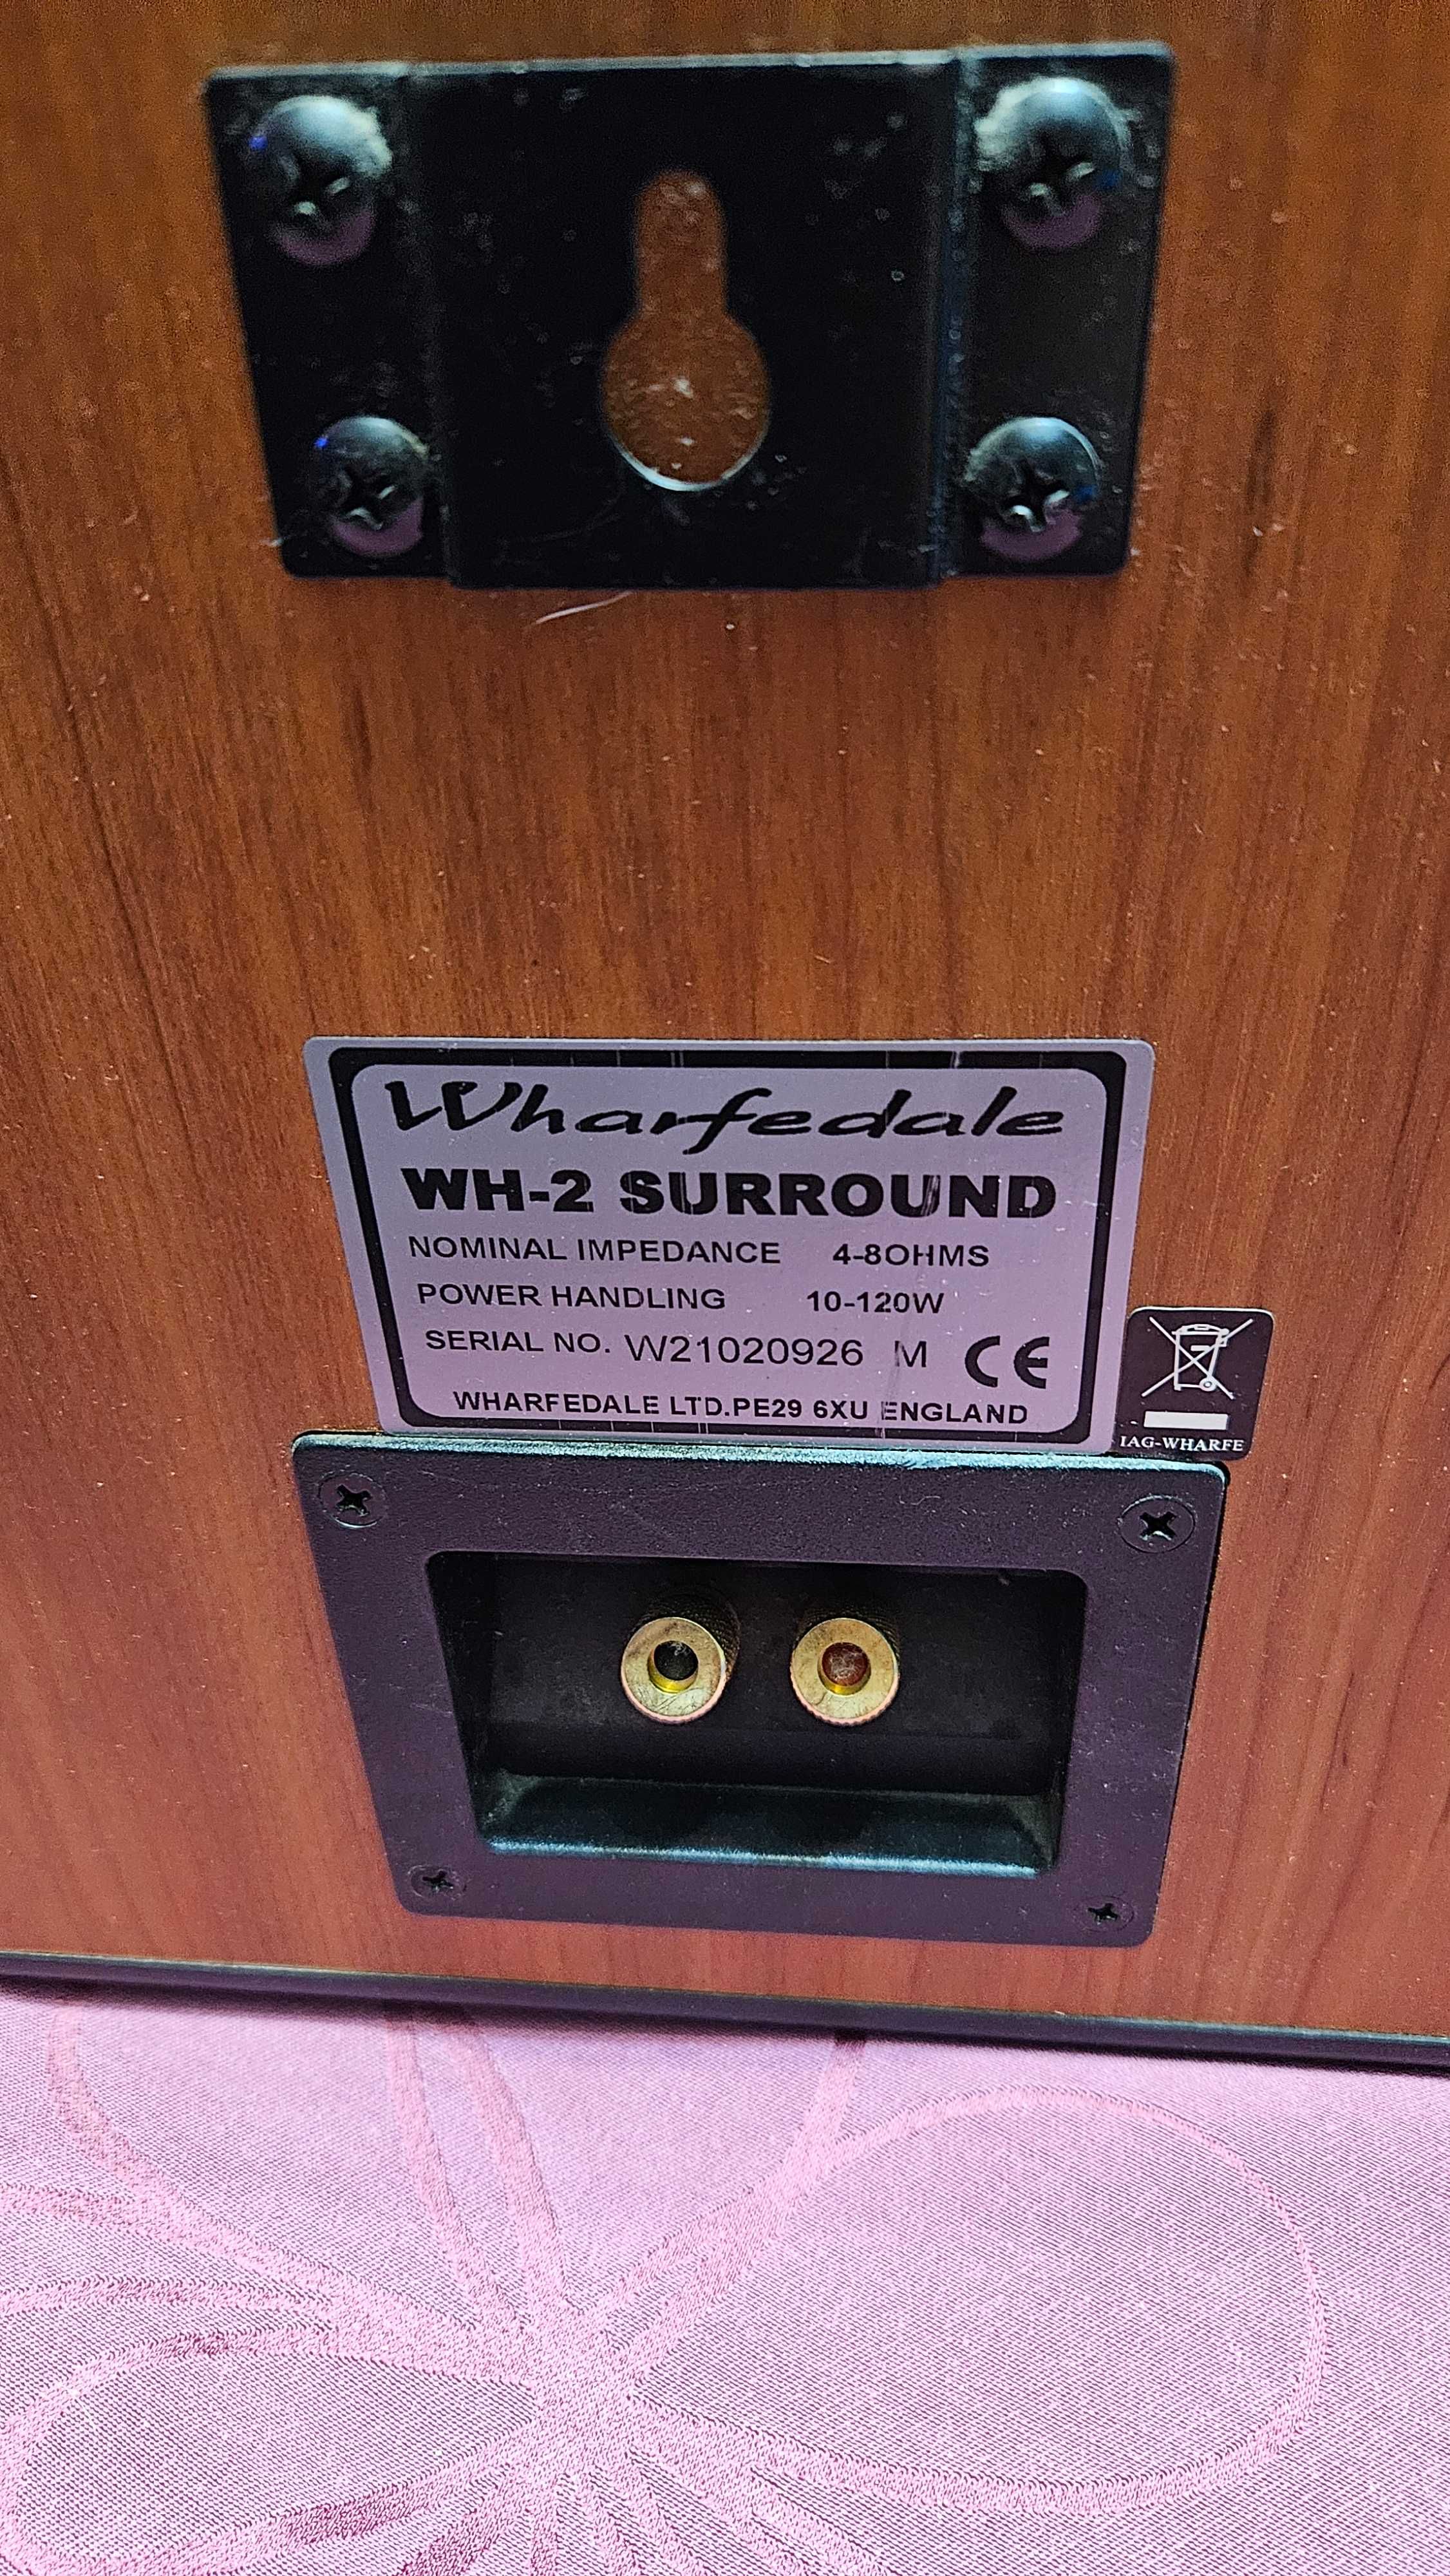 Wharfedale
WH-2 SURROUND
NOMINAL IMPEDANCE 4-8OHMS
POWER HANDLING 10-120W
SERIAL NO. W21020926 M CE
WHARFEDALE LTD.PE29 6XU ENGLAND
IAG-WHARFE